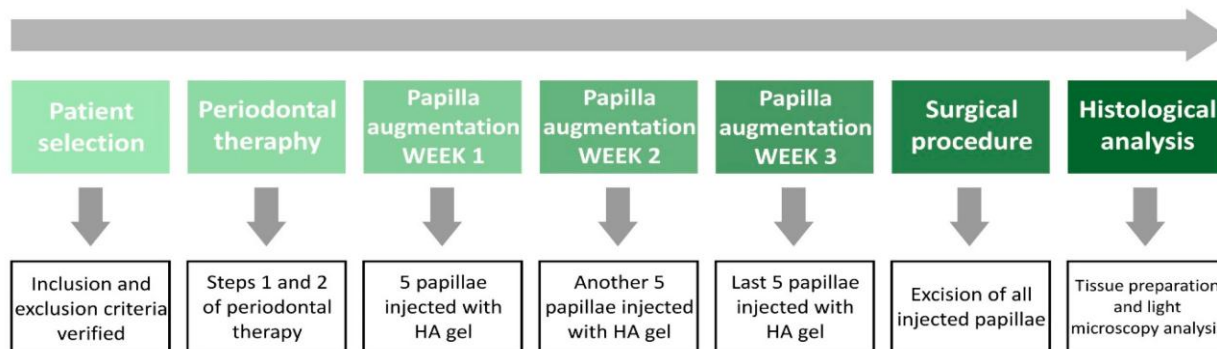 Patient
selection
Periodontal
theraphy
Papilla
augmentation
WEEK 1
Papilla
augmentation
WEEK 2
Papilla
augmentation
WEEK 3
Surgical
procedure
Histological
analysis
Inclusion and
exclusion criteria
verified
Steps 1 and 2
of periodontal
therapy
5 papillae
injected with
HA gel
Another 5
papillae injected
with HA gel
Last 5 papillae
injected with
HA gel
Excision of all
injected papillae
Tissue preparation
and light
microscopy analysis